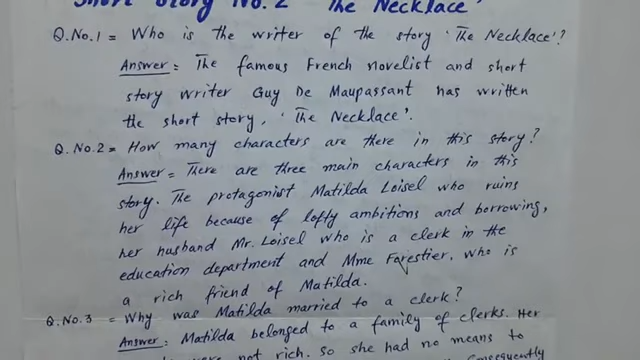 Short Story No. 2 "The Necklace"
Q.No.1 = Who is the writer of the story 'The Necklace'?
Answer = The famous French novelist and short
story writer Guy De Maupassant has written
the short story, 'The Necklace'.
Q.No.2 = How many characters are there in this story?
Answer = There are three main characters in this
story. The protagonist Matilda Loisel who ruins
her life because of lofty ambitions and borrowing,
her husband Mr. Loisel who is a clerk in the
education department and Mme Forestier. Who is
a rich friend of Matilda.
Q.No.3 = Why was Matilda married to a clerk?
Answer: Matilda belonged to a family of clerks. Her
were not rich. So she had no means to
Consequently